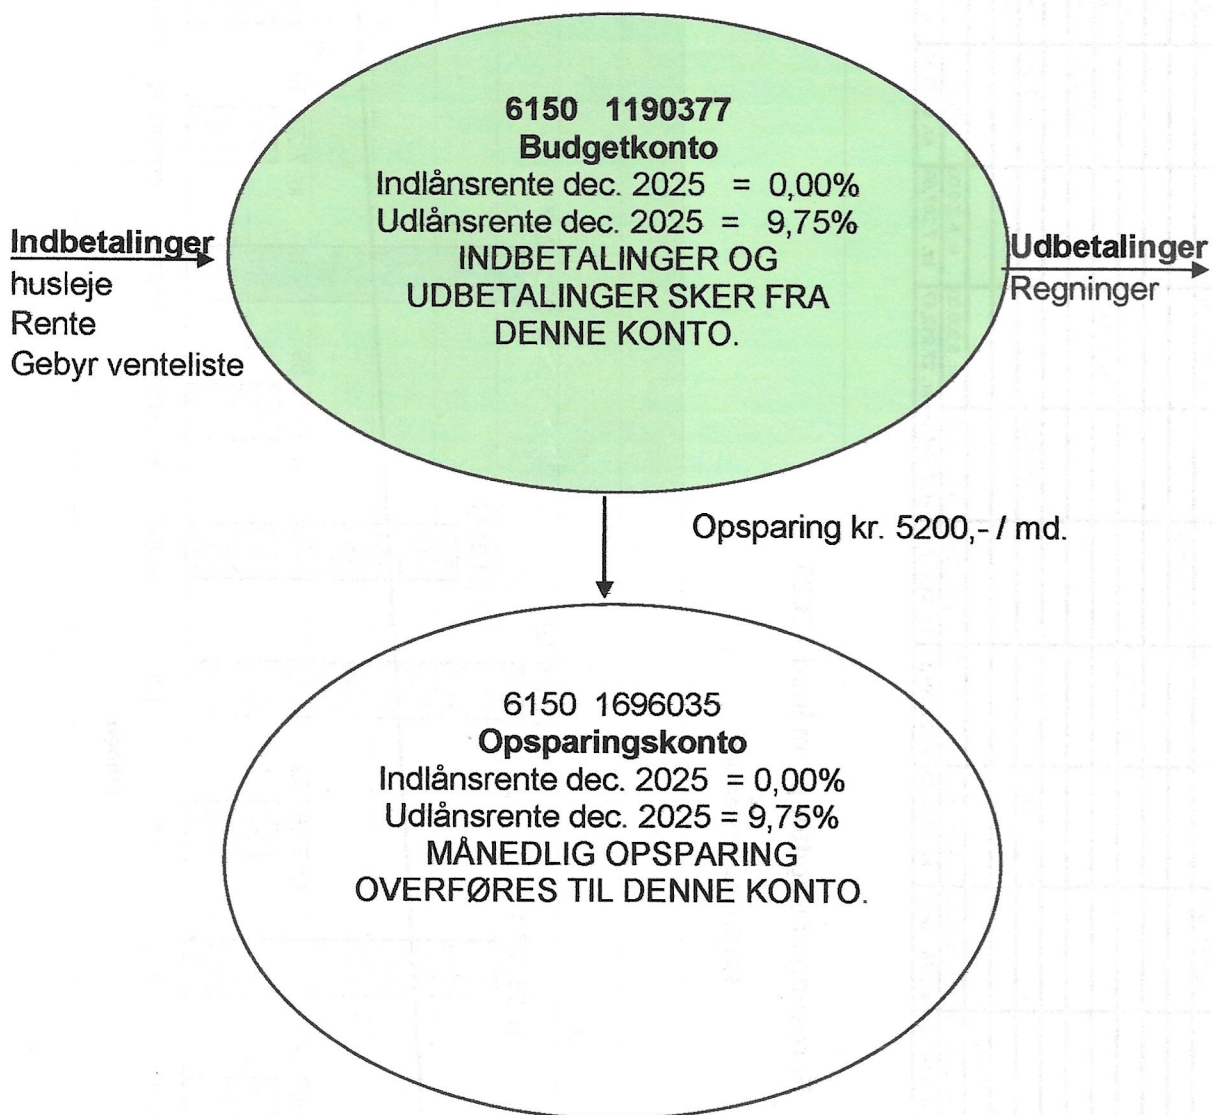 6150 1190377
Budgetkonto
Indlånsrente dec. 2025 = 0,00%
Udlånsrente dec. 2025 = 9,75%
INDBETALINGER OG
UDBETALINGER SKER FRA
DENNE KONTO.
Indbetalinger
husleje
Rente
Gebyr venteliste
Udbetalinger
Regninger
Opsparing kr. 5200,- / md.
6150 1696035
Opsparingskonto
Indlånsrente dec. 2025 = 0,00%
Udlånsrente dec. 2025 = 9,75%
MÅNEDLIG OPSPARING
OVERFØRES TIL DENNE KONTO.